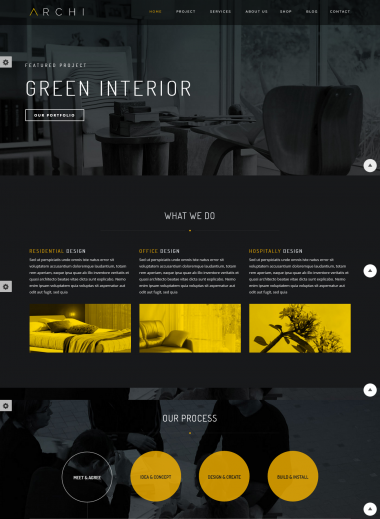 ARCHI
HOME PROJECT SERVICES ABOUT US SHOP BLOG CONTACT
FEATURED PROJECT
GREEN INTERIOR
OUR PORTFOLIO
WHAT WE DO
RESIDENTIAL DESIGN
Sed ut perspiciatis unde omnis iste natus error sit
voluptatem accusantium doloremque laudantium, totam
rem aperiam, eaque ipsa quae ab illo inventore veritatis et
quasi architecto beatae vitae dicta sunt explicabo. Nemo
enim ipsam voluptatem quia voluptas sit aspernatur aut
odit aut fugit, sed quia
OFFICE DESIGN
Sed ut perspiciatis unde omnis iste natus error sit
voluptatem accusantium doloremque laudantium, totam
rem aperiam, eaque ipsa quae ab illo inventore veritatis et
quasi architecto beatae vitae dicta sunt explicabo. Nemo
enim ipsam voluptatem quia voluptas sit aspernatur aut
odit aut fugit, sed quia
HOSPITALLY DESIGN
Sed ut perspiciatis unde omnis iste natus error sit
voluptatem accusantium doloremque laudantium, totam
rem aperiam, eaque ipsa quae ab illo inventore veritatis et
quasi architecto beatae vitae dicta sunt explicabo. Nemo
enim ipsam voluptatem quia voluptas sit aspernatur aut
odit aut fugit, sed quia
OUR PROCESS
MEET & AGREE
IDEA & CONCEPT
DESIGN & CREATE
BUILD & INSTALL